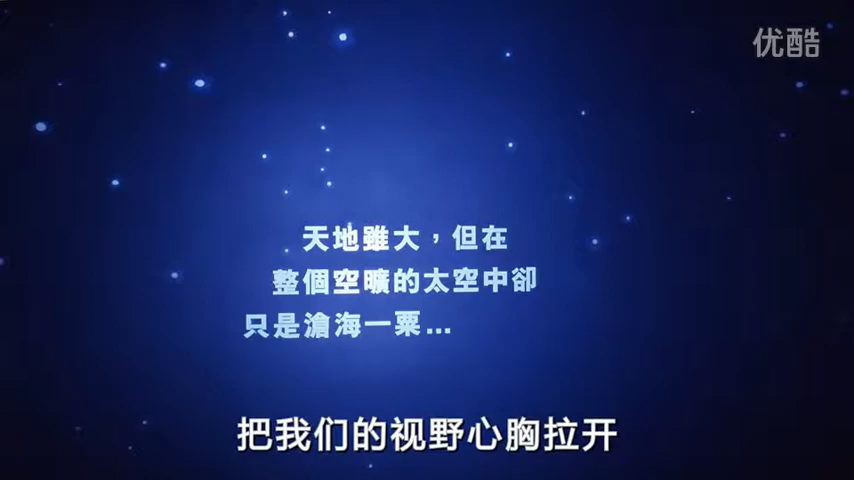 优酷
天地雖大，但在
整個空曠的太空中卻
只是滄海一粟...
把我们的视野心胸拉开